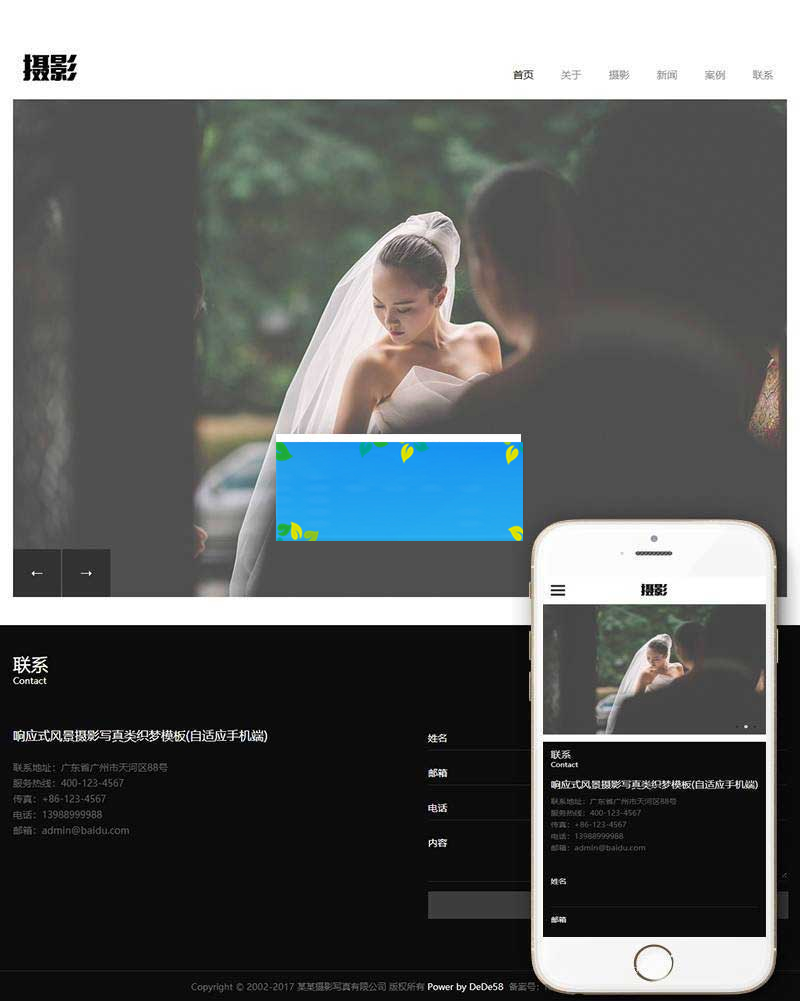 摄影
首页 关于 摄影 新闻 案例 联系
← →
联系
Contact
响应式风景摄影写真类织梦模板(自适应手机端)
联系地址：广东省广州市天河区88号
服务热线：400-123-4567
传真：+86-123-4567
电话：13988999988
邮箱：admin@baidu.com
姓名
邮箱
电话
内容
摄影
联系
Contact
响应式风景摄影写真类织梦模板(自适应手机端)
联系地址：广东省广州市天河区88号
服务热线：400-123-4567
传真：+86-123-4567
电话：13988999988
邮箱：admin@baidu.com
姓名
邮箱
Copyright © 2002-2017 某某摄影写真有限公司 版权所有 Power by DeDe58 备案号：